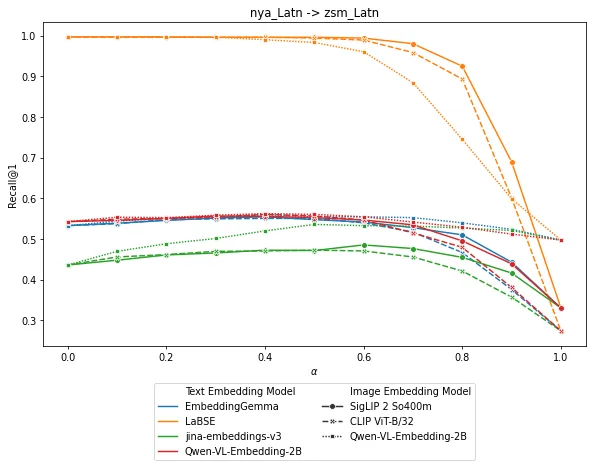 nya_Latn -> zsm_Latn
Recall@1
1.0
0.9
0.8
0.7
0.6
0.5
0.4
0.3
0.0 0.2 0.4 0.6 0.8 1.0
α
Text Embedding Model Image Embedding Model
EmbeddingGemma SigLIP 2 So400m
LaBSE CLIP ViT-B/32
jina-embeddings-v3 Qwen-VL-Embedding-2B
Qwen-VL-Embedding-2B